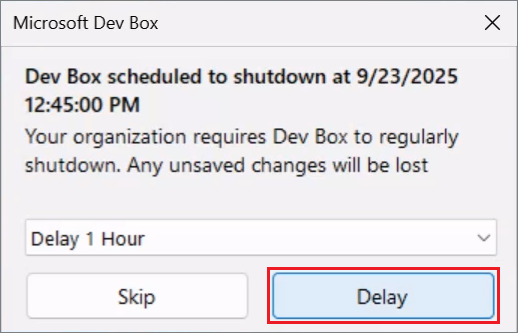 Microsoft Dev Box
Dev Box scheduled to shutdown at 9/23/2025
12:45:00 PM
Your organization requires Dev Box to regularly
shutdown. Any unsaved changes will be lost
Delay 1 Hour
Skip
Delay